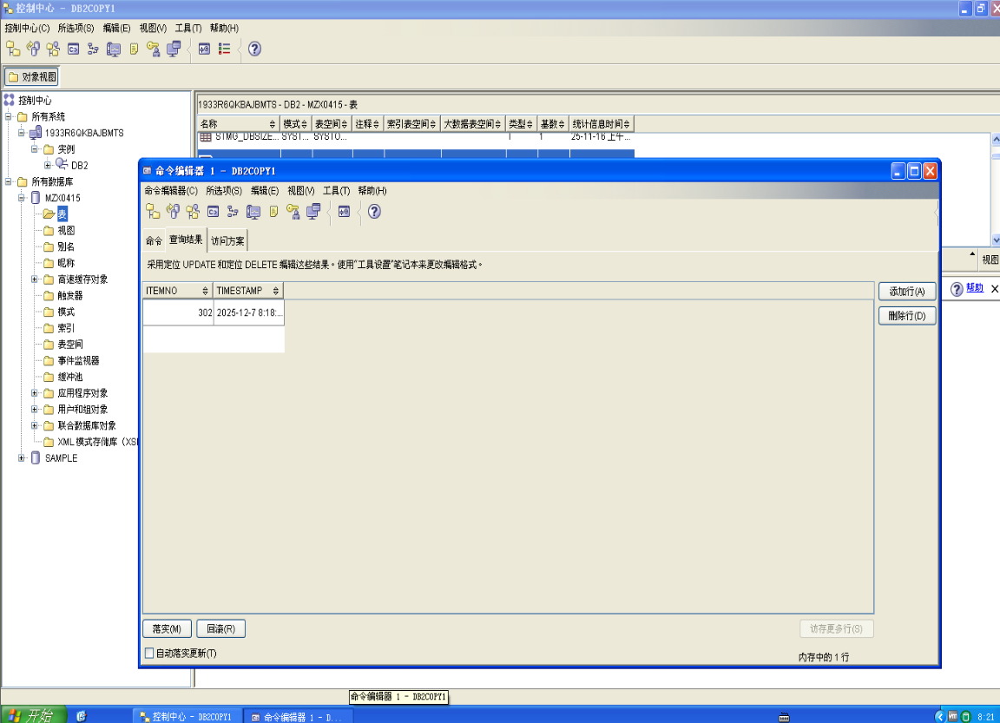 控制中心 - DB2COPY1
控制中心(C) 所选项(S) 编辑(E) 视图(V) 工具(T) 帮助(H)
对象视图
控制中心
所有系统
1933R6QKBAJBMTS
实例
DB2
所有数据库
MZX0415
表
视图
别名
昵称
高速缓存对象
触发器
模式
索引
表空间
事件监视器
缓冲池
应用程序对象
用户和组对象
联合数据库对象
XML 模式存储库（XSR
SAMPLE
1933R6QKBAJBMTS - DB2 - MZX0415 - 表
名称 模式 表空间 注释 索引表空间 大数据表空间 类型 基数 统计信息时间
STMG_DBSIZE... SYST... SYSTO... T 1 25-11-16 上午...
视图
帮助 X
命令编辑器 1 - DB2COPY1
命令编辑器(C) 所选项(S) 编辑(E) 视图(V) 工具(T) 帮助(H)
命令 查询结果 访问方案
采用定位 UPDATE 和定位 DELETE 编辑这些结果。使用“工具设置”笔记本来更改编辑格式。
ITEMNO TIMESTAMP
302 2025-12-7 8:18:...
添加行(A)
删除行(D)
落实(M) 回滚(R) 访存更多行(S)
自动落实更新(T)
内存中的 1 行
命令编辑器 1 - DB2COPY1
开始 控制中心 - DB2COPY1 命令编辑器 1 - D... 8:21